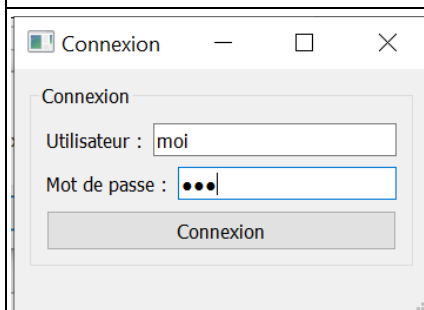 Connexion
Connexion
Utilisateur : moi
Mot de passe : ●●●
Connexion